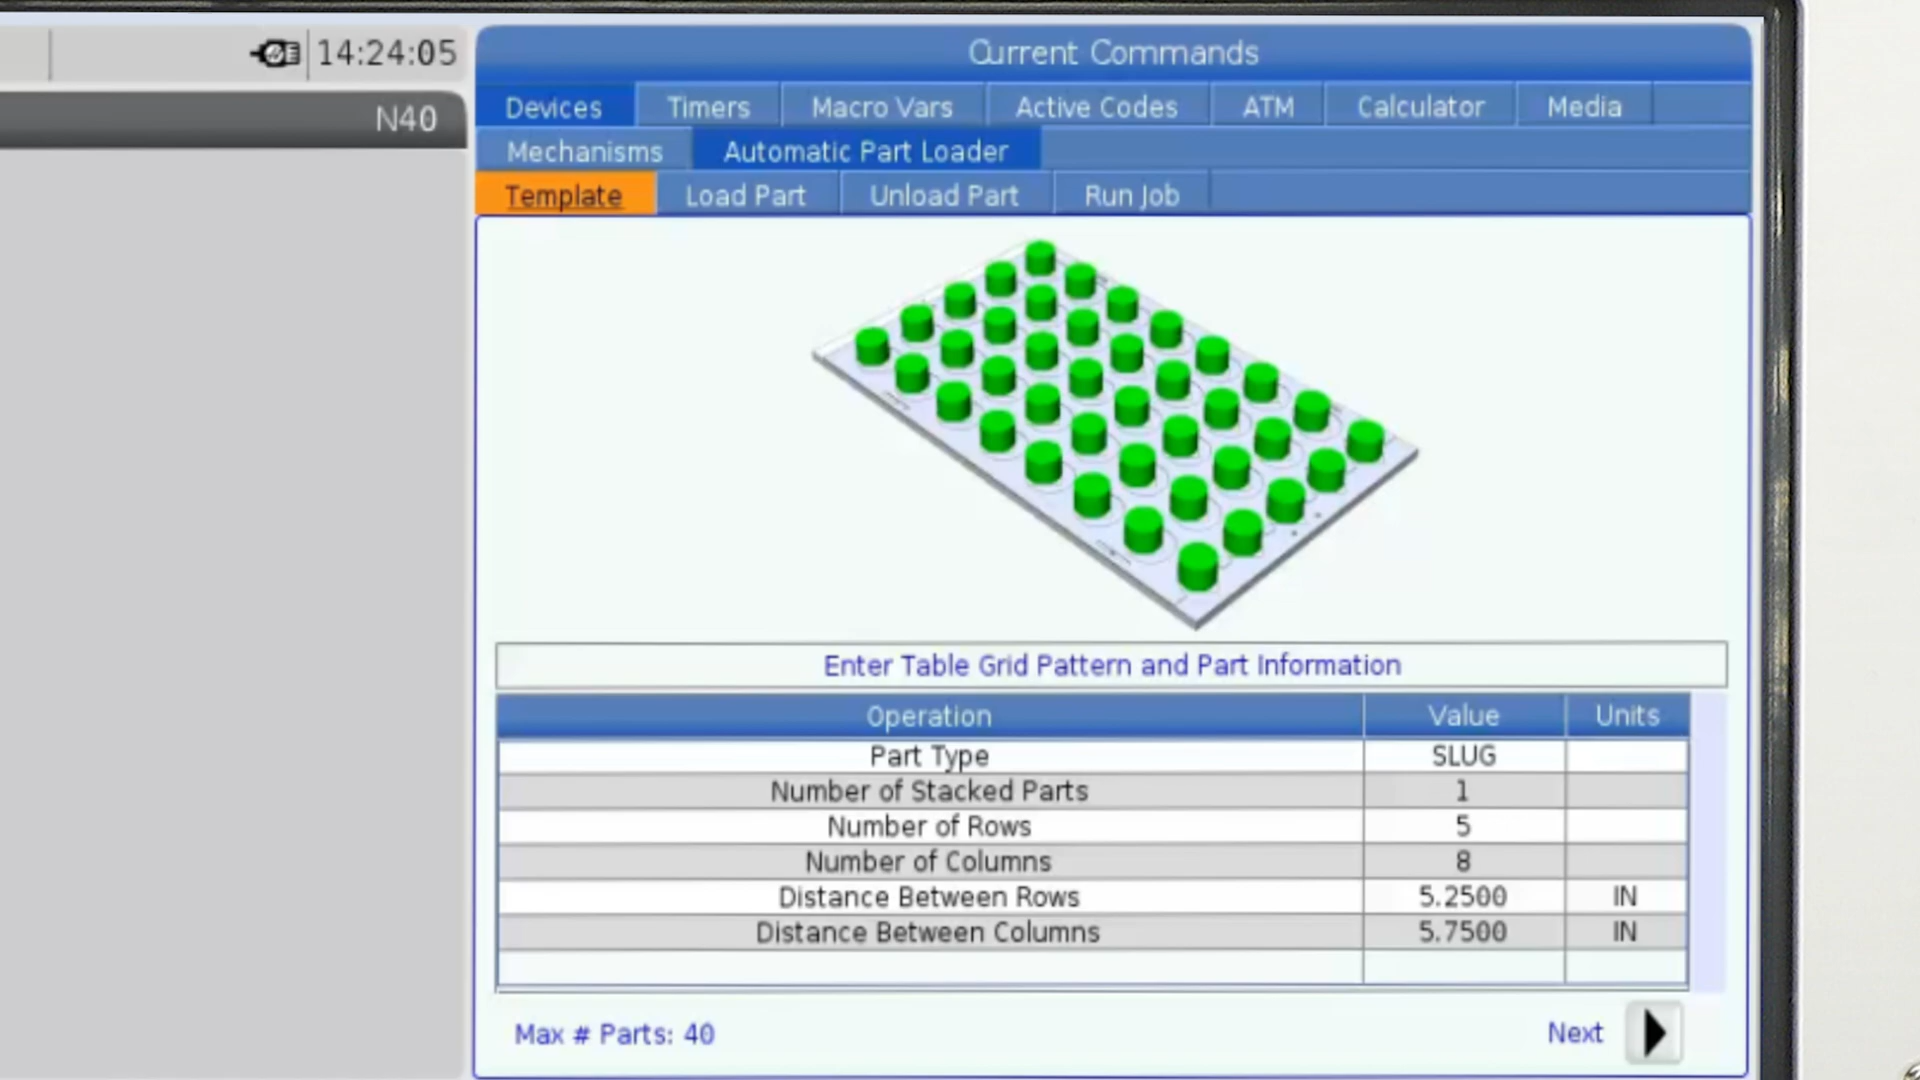 14:24:05
N40
Current Commands
Devices Timers Macro Vars Active Codes ATM Calculator Media
Mechanisms Automatic Part Loader
Template Load Part Unload Part Run Job
Enter Table Grid Pattern and Part Information
Operation Value Units
Part Type SLUG
Number of Stacked Parts 1
Number of Rows 5
Number of Columns 8
Distance Between Rows 5.2500 IN
Distance Between Columns 5.7500 IN
Max # Parts: 40
Next